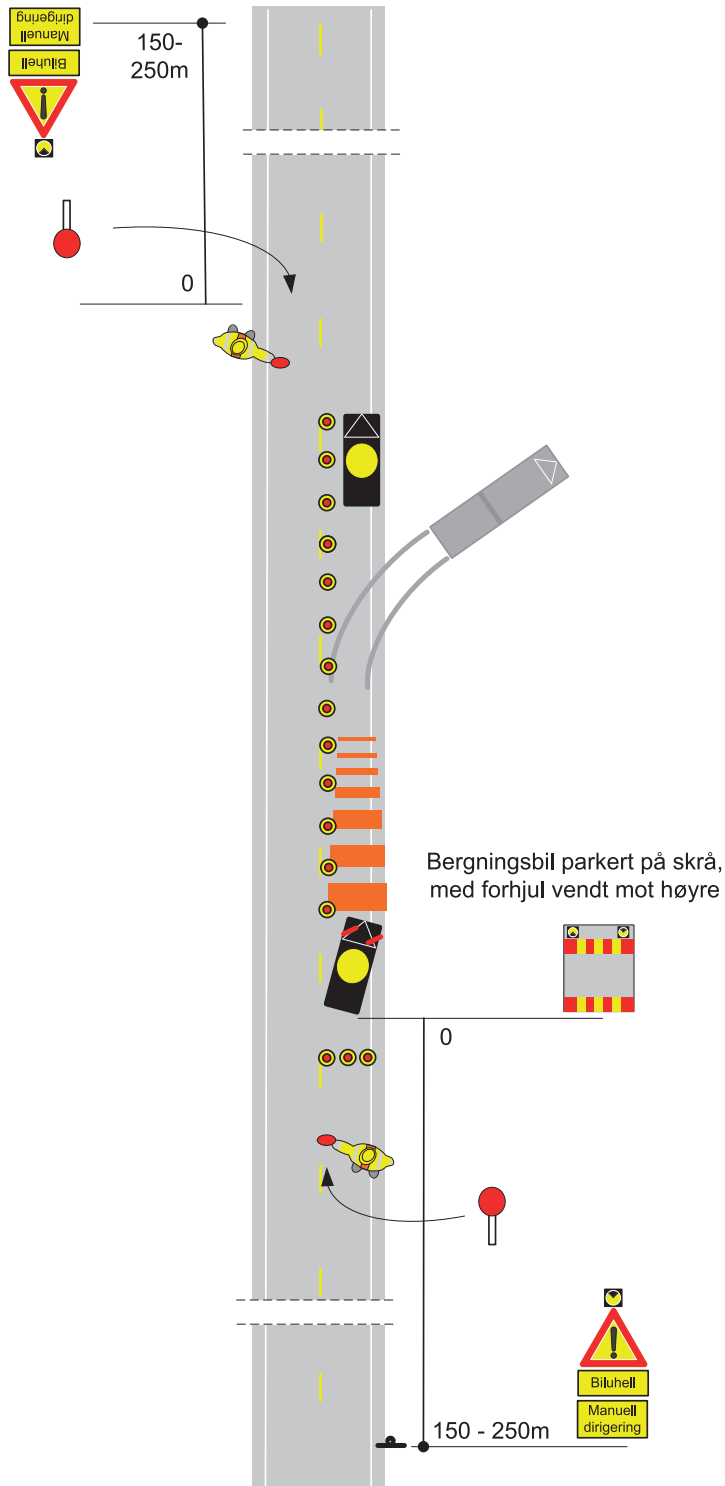 Biluhell
Manuell
dirigering
150-
250m
0
Bergningsbil parkert på skrå,
med forhjul vendt mot høyre
0
Biluhell
Manuell
dirigering
150 - 250m